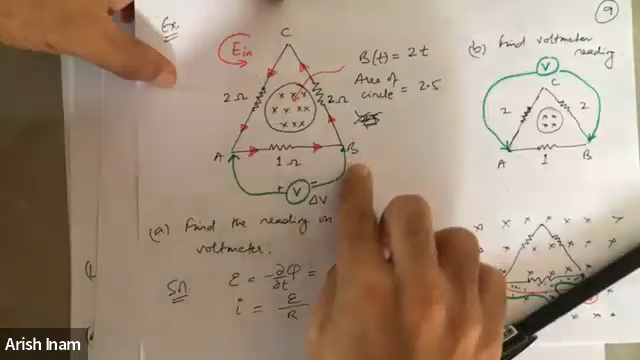 Ex
9
C
Ein
B(t) = 2t
Area of circle = 2.5
2Ω
2Ω
x x x
x x x x
x x x
A
B
1Ω
+ V -
ΔV
(a) Find the reading in
voltmeter.
Sol
ε = -∂φ/∂t =
i = ε/R
(b) Find voltmeter
reading.
V
C
2
2
x x
x x
A
B
1
Arish Inam